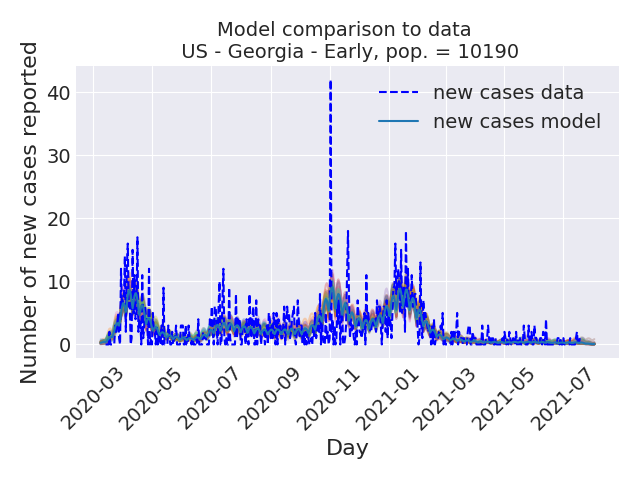 Model comparison to data
US - Georgia - Early, pop. = 10190
Number of new cases reported
40
30
20
10
0
new cases data
new cases model
2020-03
2020-05
2020-07
2020-09
2020-11
2021-01
2021-03
2021-05
2021-07
Day